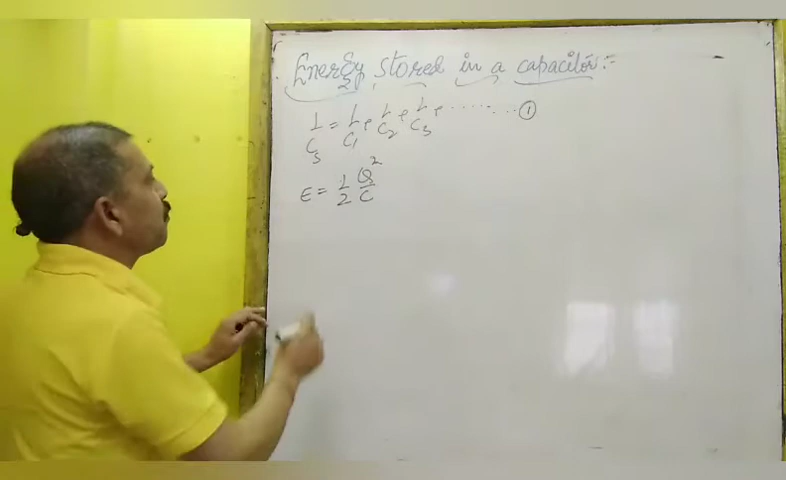 Energy stored in a capacitor:-
1/Cs = 1/C1 + 1/C2 + 1/C3 + ........ ①
E = 1/2 Q²/C